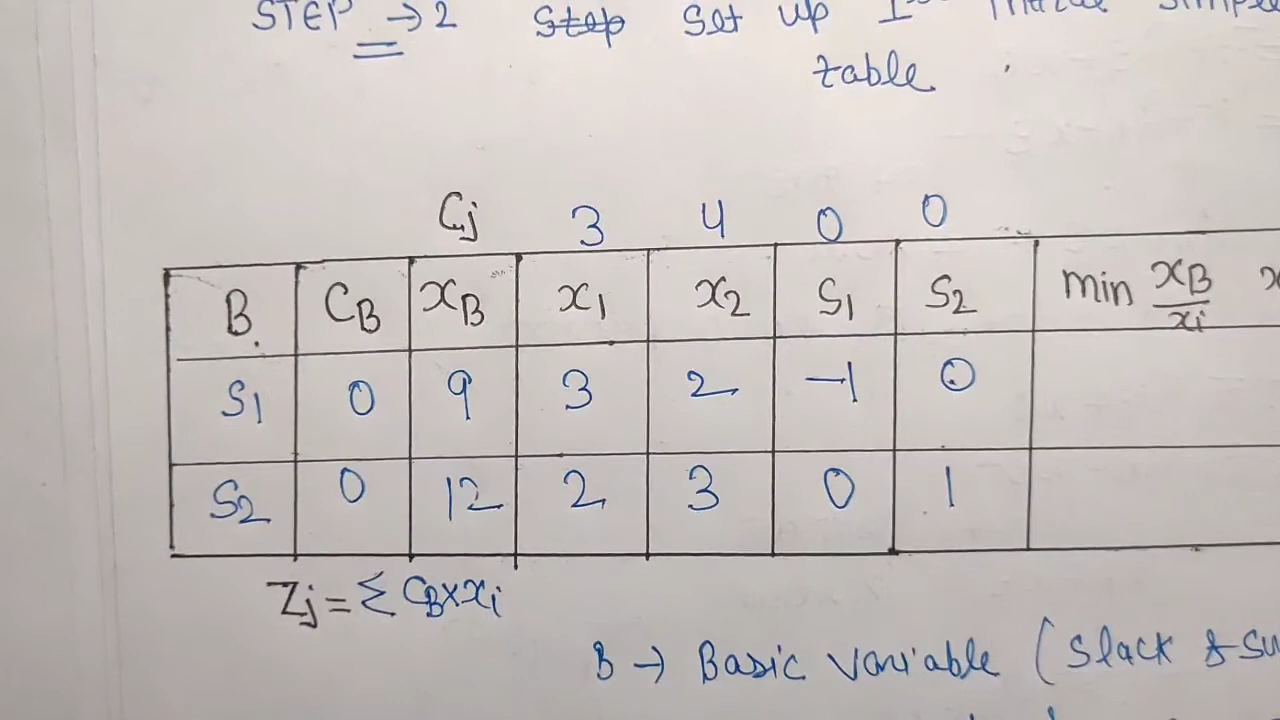 STEP → 2 Step Set up
table
Cj 3 4 0 0
B CB xB x1 x2 S1 S2 min xB/xi
S1 0 9 3 2 -1 0
S2 0 12 2 3 0 1
Zj = Σ CB×xi
B → Basic variable (Slack &